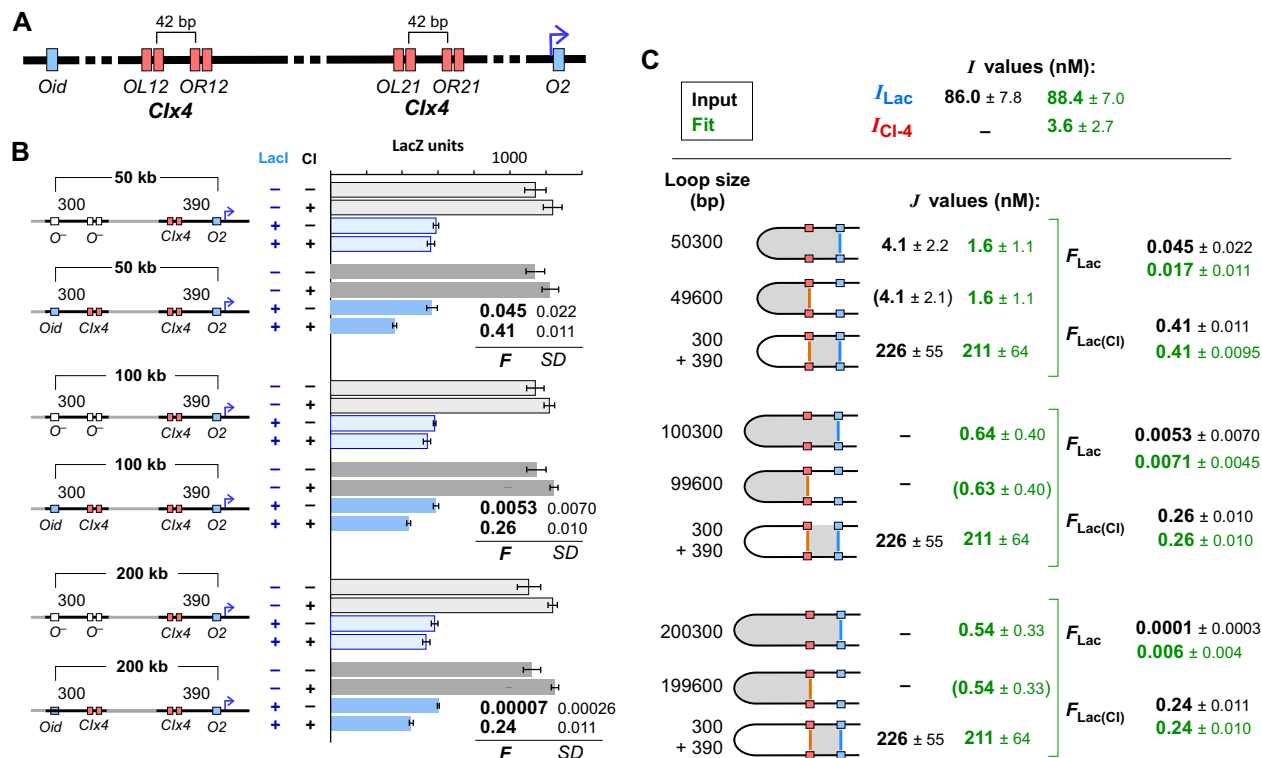 A
42 bp
42 bp
Oid
OL12
OR12
OL21
OR21
O2
CIx4
CIx4
B
LacI
CI
LacZ units
1000
50 kb
300
390
O–
O–
CIx4
O2
– –
– +
+ –
+ +
50 kb
300
390
Oid
CIx4
CIx4
O2
– –
– +
+ – 0.045 0.022
+ + 0.41 0.011
F SD
100 kb
300
390
O–
O–
CIx4
O2
– –
– +
+ –
+ +
100 kb
300
390
Oid
CIx4
CIx4
O2
– –
– +
+ – 0.0053 0.0070
+ + 0.26 0.010
F SD
200 kb
300
390
O–
O–
CIx4
O2
– –
– +
+ –
+ +
200 kb
300
390
Oid
CIx4
CIx4
O2
– –
– +
+ – 0.00007 0.00026
+ + 0.24 0.011
F SD
C
Input
Fit
I values (nM):
ILac 86.0 ± 7.8 88.4 ± 7.0
ICI-4 – 3.6 ± 2.7
Loop size
(bp)
J values (nM):
50300 4.1 ± 2.2 1.6 ± 1.1
49600 (4.1 ± 2.1) 1.6 ± 1.1
300
+ 390
226 ± 55 211 ± 64
FLac 0.045 ± 0.022
0.017 ± 0.011
FLac(CI) 0.41 ± 0.011
0.41 ± 0.0095
100300 – 0.64 ± 0.40
99600 – (0.63 ± 0.40)
300
+ 390
226 ± 55 211 ± 64
FLac 0.0053 ± 0.0070
0.0071 ± 0.0045
FLac(CI) 0.26 ± 0.010
0.26 ± 0.010
200300 – 0.54 ± 0.33
199600 – (0.54 ± 0.33)
300
+ 390
226 ± 55 211 ± 64
FLac 0.0001 ± 0.0003
0.006 ± 0.004
FLac(CI) 0.24 ± 0.011
0.24 ± 0.010